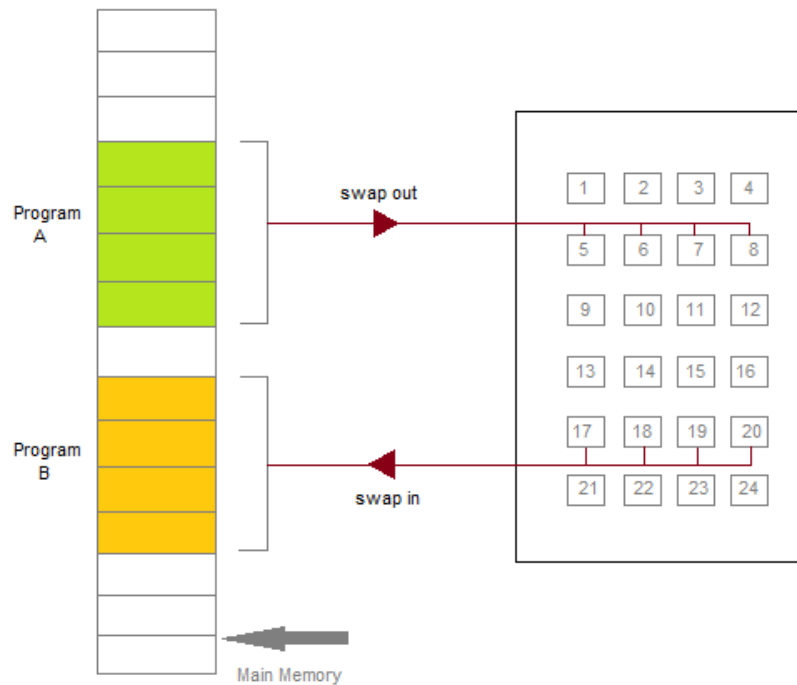 swap out
1 2 3 4
Program
A
5 6 7 8
9 10 11 12
13 14 15 16
Program
B
17 18 19 20
swap in
21 22 23 24
Main Memory